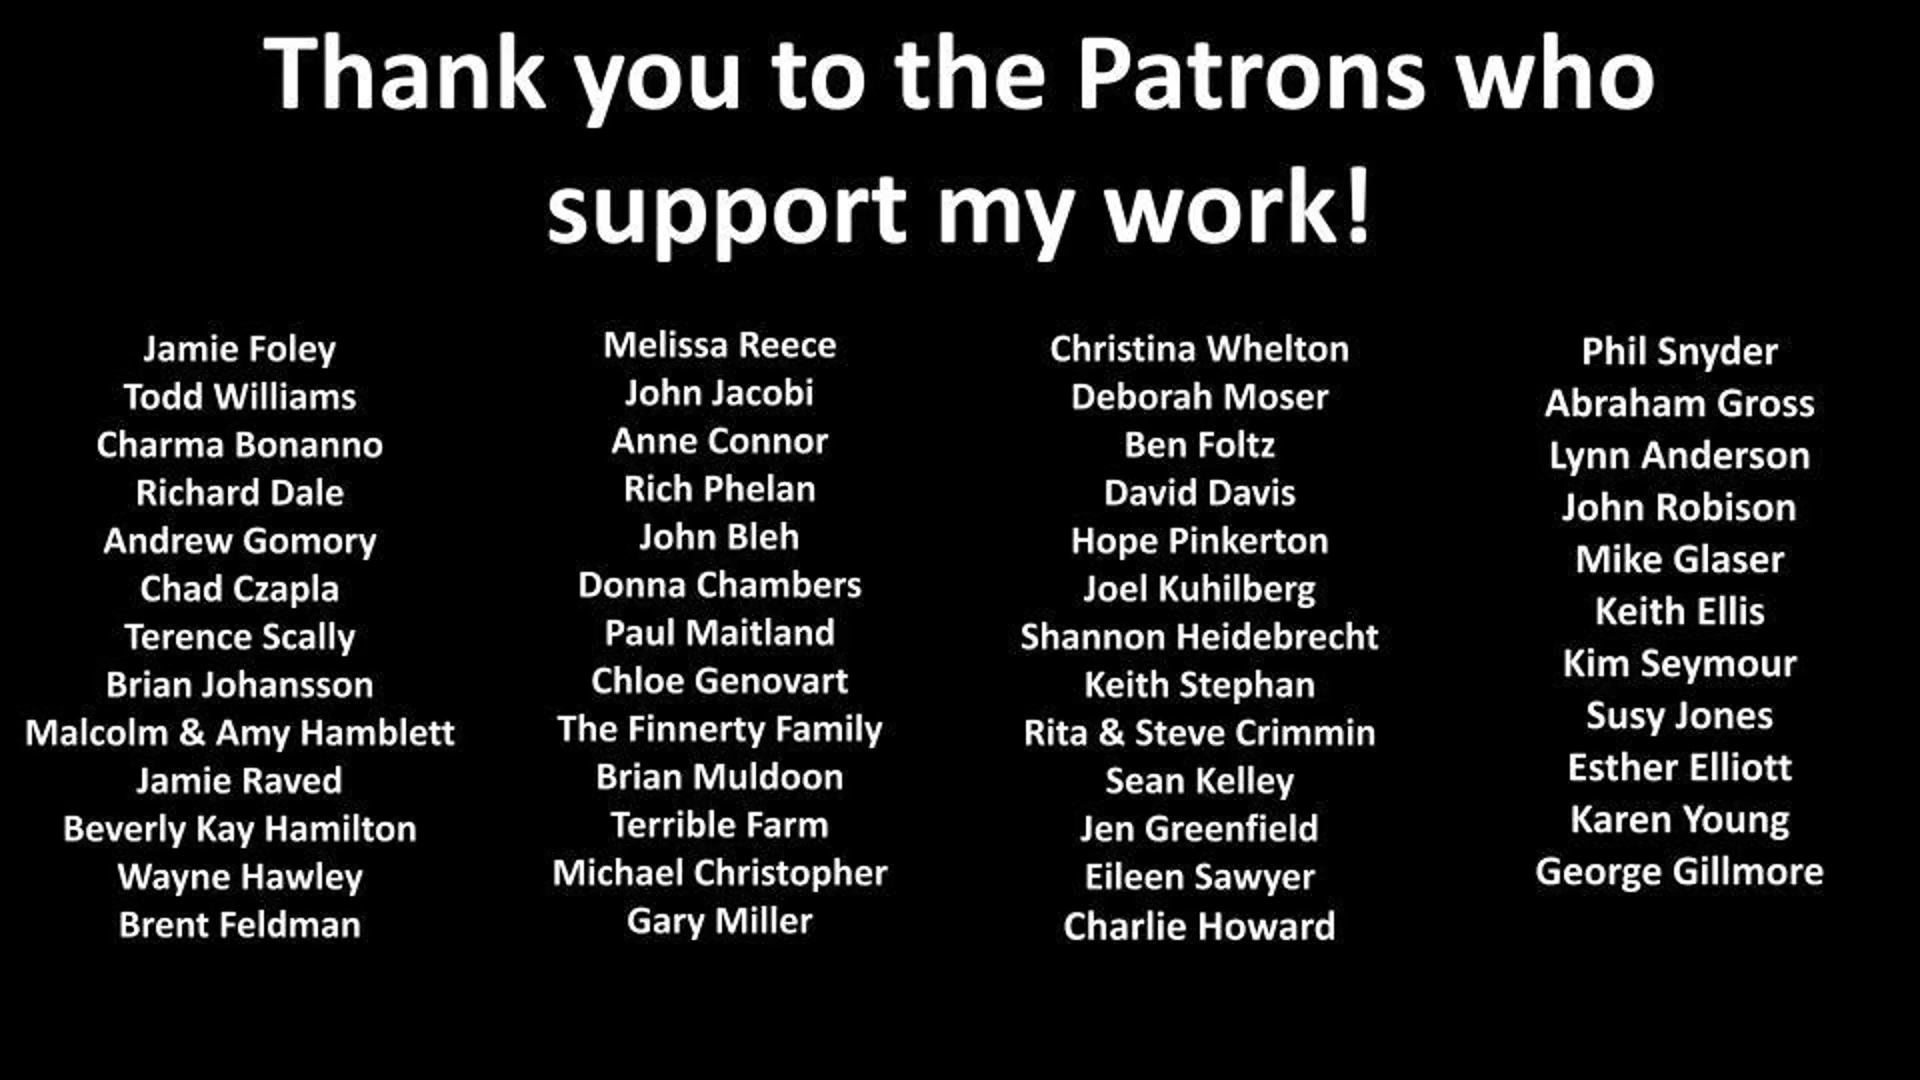 Thank you to the Patrons who
support my work!
Jamie Foley
Todd Williams
Charma Bonanno
Richard Dale
Andrew Gomory
Chad Czapla
Terence Scally
Brian Johansson
Malcolm & Amy Hamblett
Jamie Raved
Beverly Kay Hamilton
Wayne Hawley
Brent Feldman
Melissa Reece
John Jacobi
Anne Connor
Rich Phelan
John Bleh
Donna Chambers
Paul Maitland
Chloe Genovart
The Finnerty Family
Brian Muldoon
Terrible Farm
Michael Christopher
Gary Miller
Christina Whelton
Deborah Moser
Ben Foltz
David Davis
Hope Pinkerton
Joel Kuhilberg
Shannon Heidebrecht
Keith Stephan
Rita & Steve Crimmin
Sean Kelley
Jen Greenfield
Eileen Sawyer
Charlie Howard
Phil Snyder
Abraham Gross
Lynn Anderson
John Robison
Mike Glaser
Keith Ellis
Kim Seymour
Susy Jones
Esther Elliott
Karen Young
George Gillmore